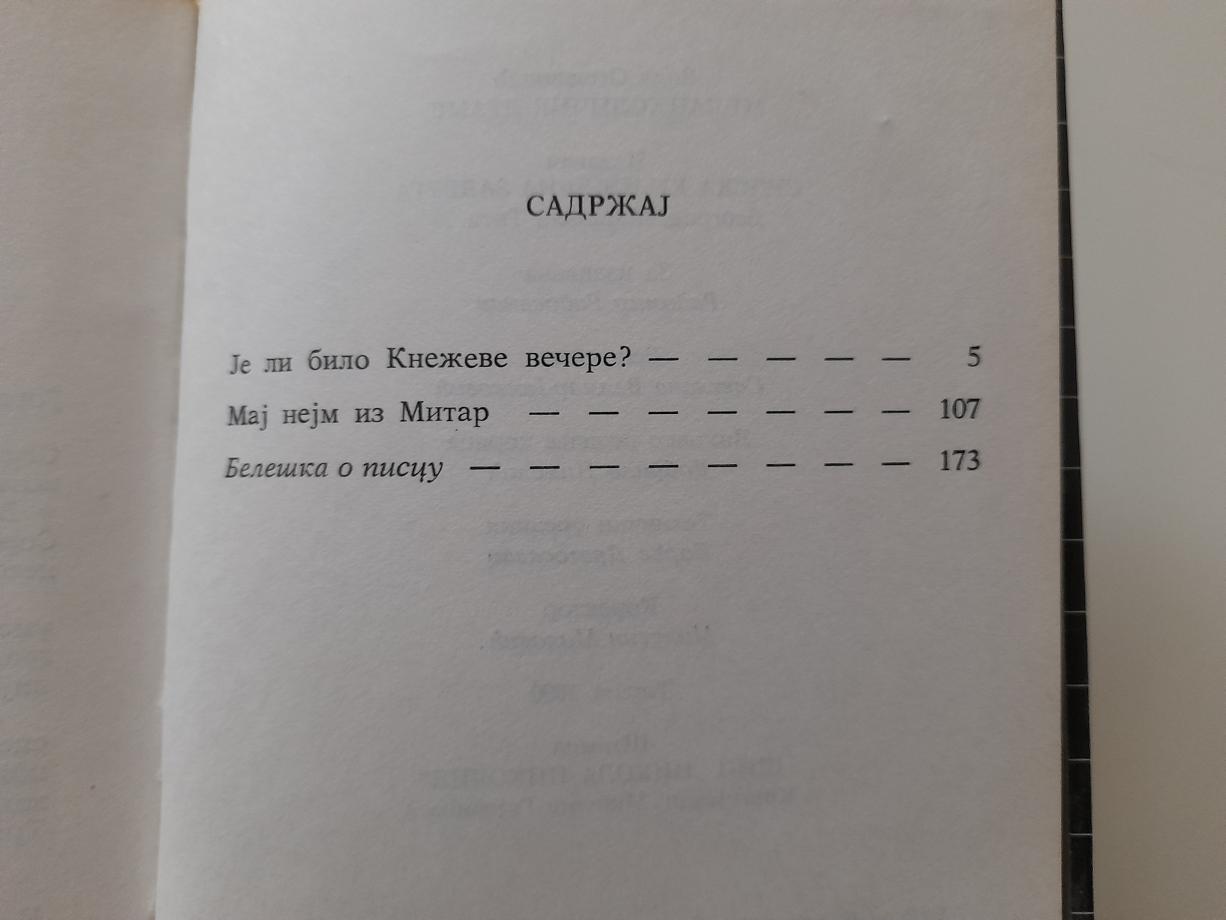 САДРЖАЈ
Је ли било Кнежеве вечере? — — — — — 5
Мај нејм из Митар — — — — — — — 107
Белешка о писцу — — — — — — — — 173